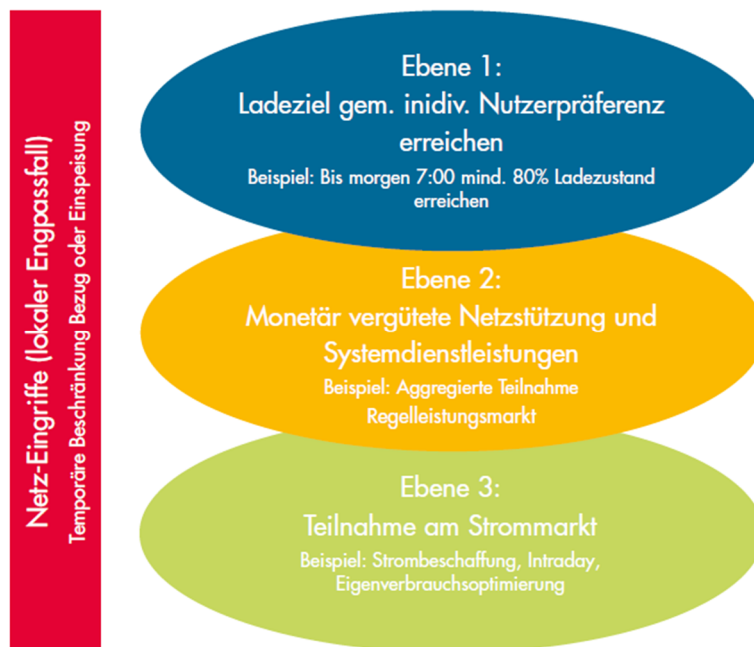 Netz-Eingriffe (lokaler Engpassfall)
Temporäre Beschränkung Bezug oder Einspeisung
Ebene 1:
Ladeziel gem. inidiv. Nutzerpräferenz
erreichen
Beispiel: Bis morgen 7:00 mind. 80% Ladezustand
erreichen
Ebene 2:
Monetär vergütete Netzstützung und
Systemdienstleistungen
Beispiel: Aggregierte Teilnahme
Regelleistungsmarkt
Ebene 3:
Teilnahme am Strommarkt
Beispiel: Strombeschaffung, Intraday,
Eigenverbrauchsoptimierung